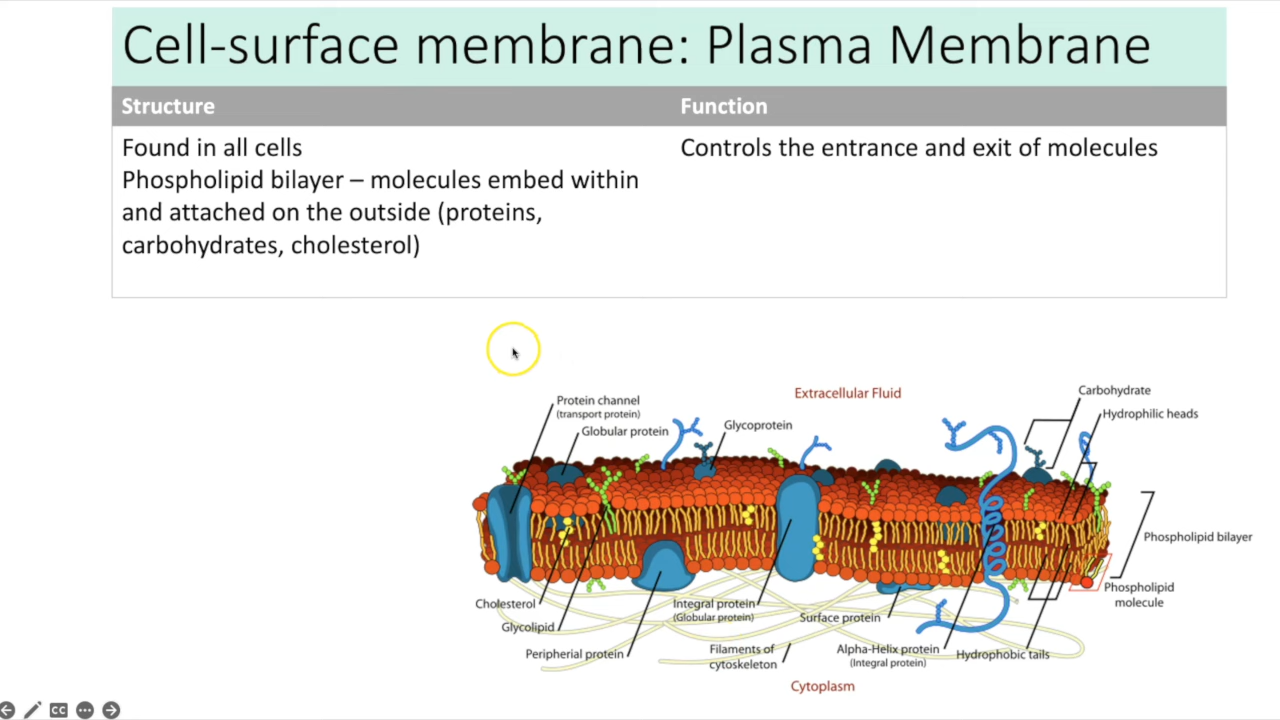 Cell-surface membrane: Plasma Membrane
Structure
Function
Found in all cells
Phospholipid bilayer – molecules embed within
and attached on the outside (proteins,
carbohydrates, cholesterol)
Controls the entrance and exit of molecules
Protein channel
(transport protein)
Globular protein
Extracellular Fluid
Glycoprotein
Carbohydrate
Hydrophilic heads
Phospholipid bilayer
Phospholipid
molecule
Cholesterol
Glycolipid
Peripherial protein
Integral protein
(Globular protein)
Filaments of
cytoskeleton
Surface protein
Alpha-Helix protein
(Integral protein)
Hydrophobic tails
Cytoplasm
CC